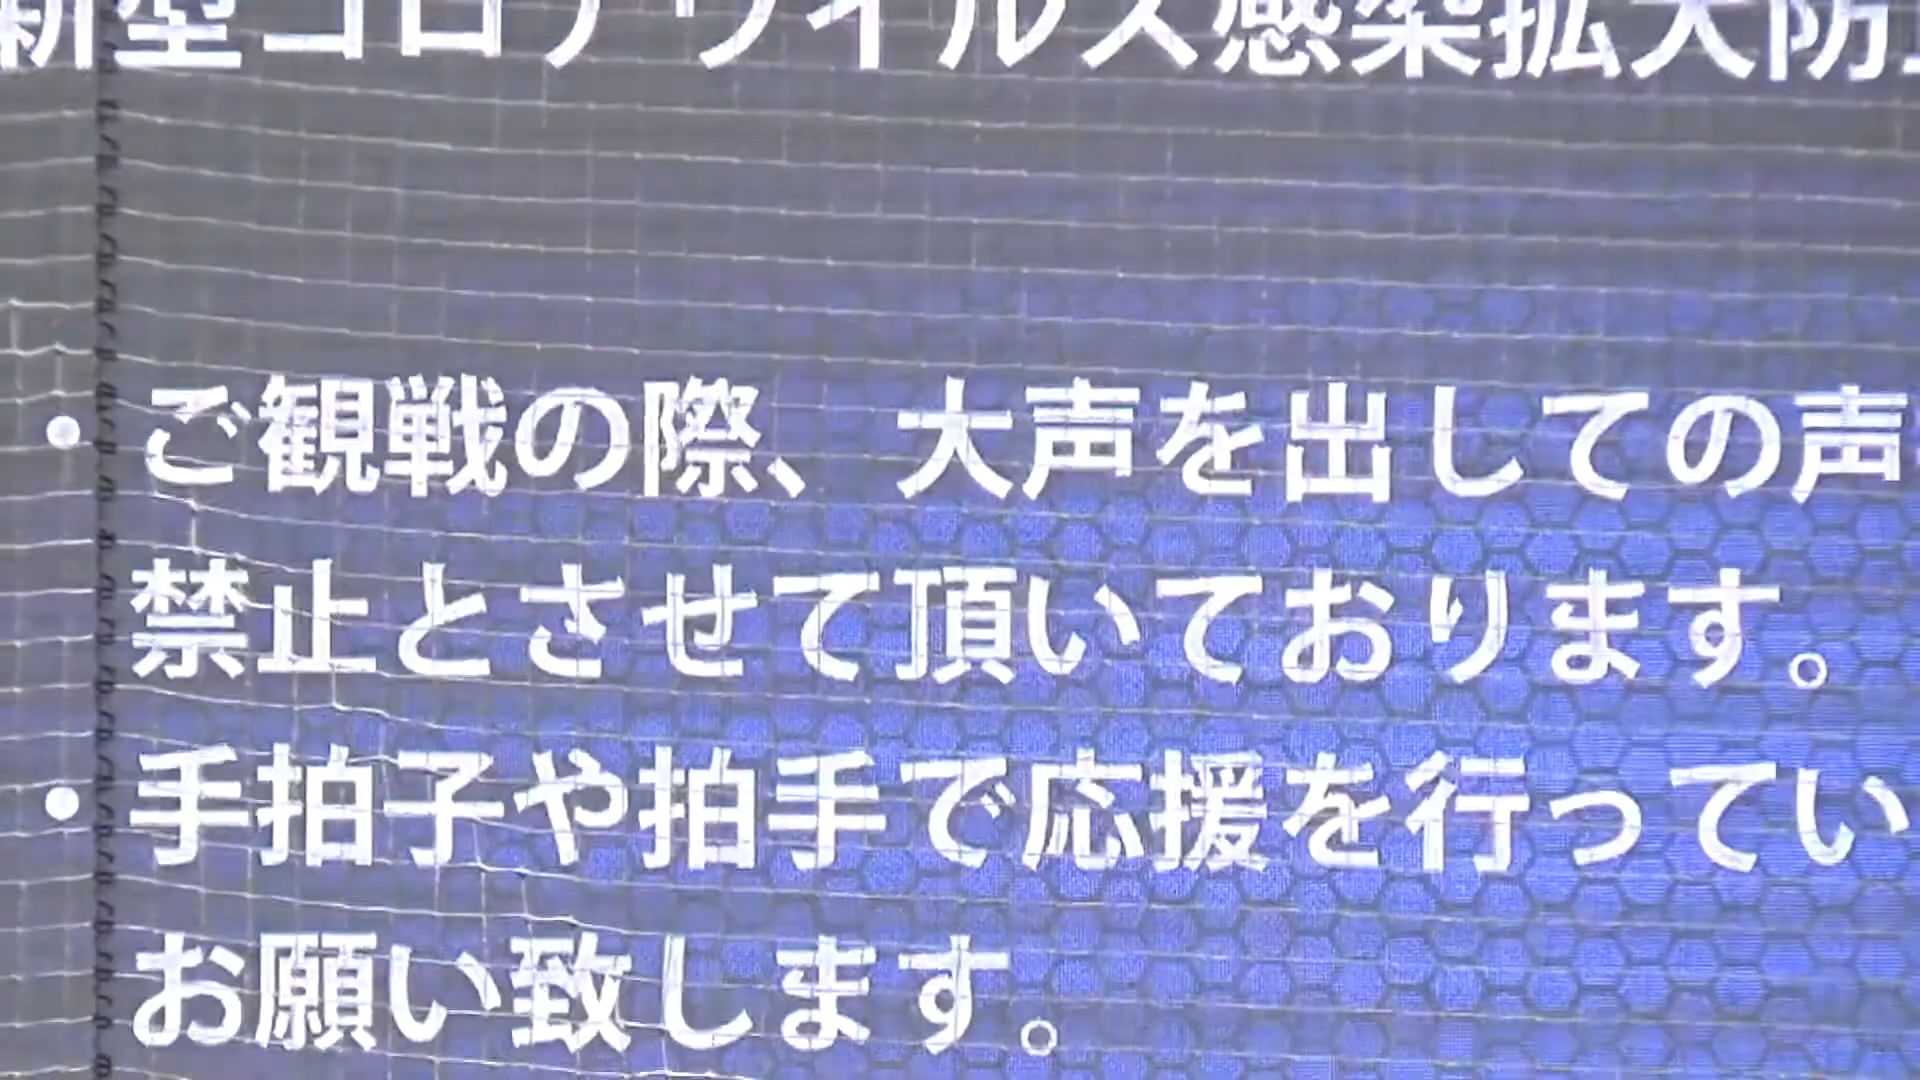 新型コロナウイルス感染拡大防
・ご観戦の際、大声を出しての声
禁止とさせて頂いております。
・手拍子や拍手で応援を行ってい
お願い致します。